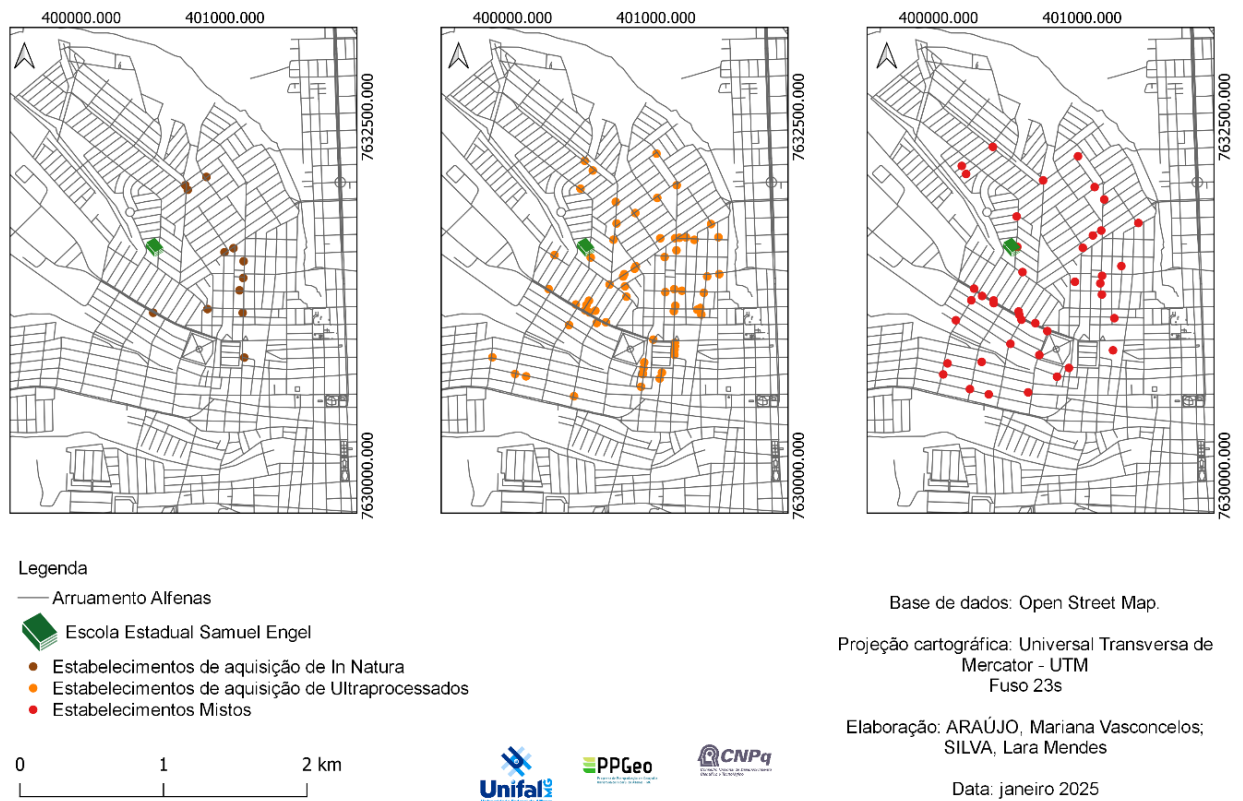 400000.000 401000.000
400000.000 401000.000
400000.000 401000.000
7632500.000
7632500.000
7632500.000
7630000.000
7630000.000
7630000.000
Legenda
Arruamento Alfenas
Escola Estadual Samuel Engel
Estabelecimentos de aquisição de In Natura
Estabelecimentos de aquisição de Ultraprocessados
Estabelecimentos Mistos
0 1 2 km
Unifal MG
PPGeo
CNPq
Base de dados: Open Street Map.
Projeção cartográfica: Universal Transversa de
Mercator - UTM
Fuso 23s
Elaboração: ARAÚJO, Mariana Vasconcelos;
SILVA, Lara Mendes
Data: janeiro 2025